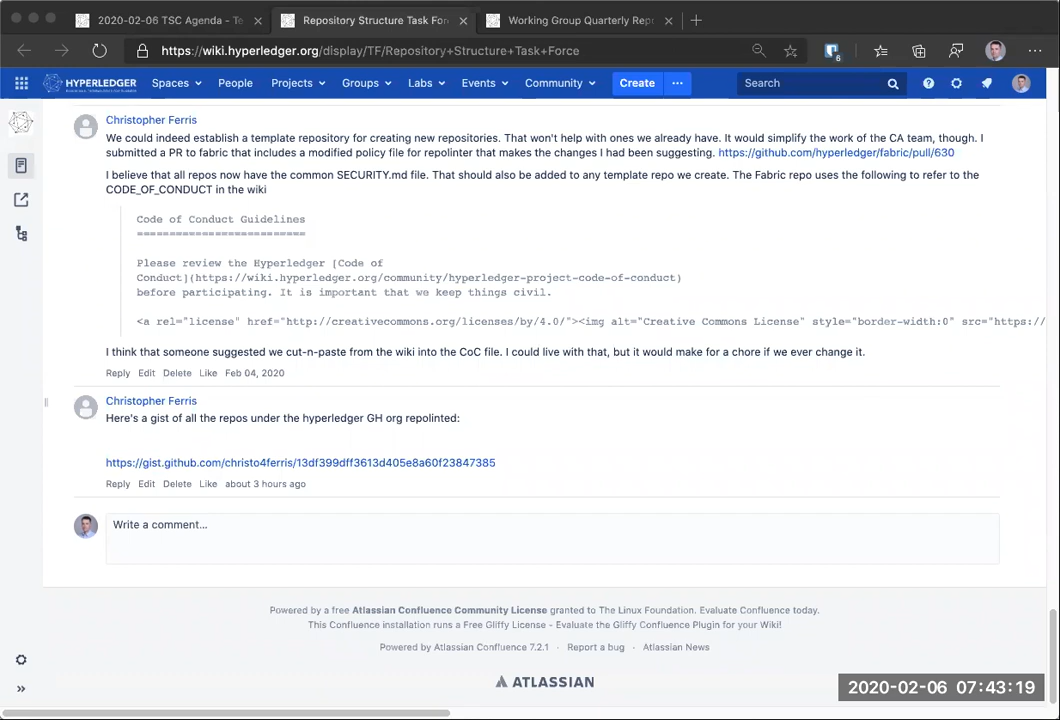 2020-02-06 TSC Agenda - Te
Repository Structure Task For
Working Group Quarterly Repo
https://wiki.hyperledger.org/display/TF/Repository+Structure+Task+Force
6
HYPERLEDGER
Spaces
People
Projects
Groups
Labs
Events
Community
Create
Search
Christopher Ferris
We could indeed establish a template repository for creating new repositories. That won't help with ones we already have. It would simplify the work of the CA team, though. I
submitted a PR to fabric that includes a modified policy file for repolinter that makes the changes I had been suggesting. https://github.com/hyperledger/fabric/pull/630
I believe that all repos now have the common SECURITY.md file. That should also be added to any template repo we create. The Fabric repo uses the following to refer to the
CODE_OF_CONDUCT in the wiki
Code of Conduct Guidelines
==========================
Please review the Hyperledger [Code of
Conduct](https://wiki.hyperledger.org/community/hyperledger-project-code-of-conduct)
before participating. It is important that we keep things civil.
<a rel="license" href="http://creativecommons.org/licenses/by/4.0/"><img alt="Creative Commons License" style="border-width:0" src="https://
I think that someone suggested we cut-n-paste from the wiki into the CoC file. I could live with that, but it would make for a chore if we ever change it.
Reply Edit Delete Like Feb 04, 2020
Christopher Ferris
Here's a gist of all the repos under the hyperledger GH org repolinted:
https://gist.github.com/christo4ferris/13df399dff3613d405e8a60f23847385
Reply Edit Delete Like about 3 hours ago
Write a comment...
Powered by a free Atlassian Confluence Community License granted to The Linux Foundation. Evaluate Confluence today.
This Confluence installation runs a Free Gliffy License - Evaluate the Gliffy Confluence Plugin for your Wiki!
Powered by Atlassian Confluence 7.2.1 · Report a bug · Atlassian News
ATLASSIAN
2020-02-06 07:43:19